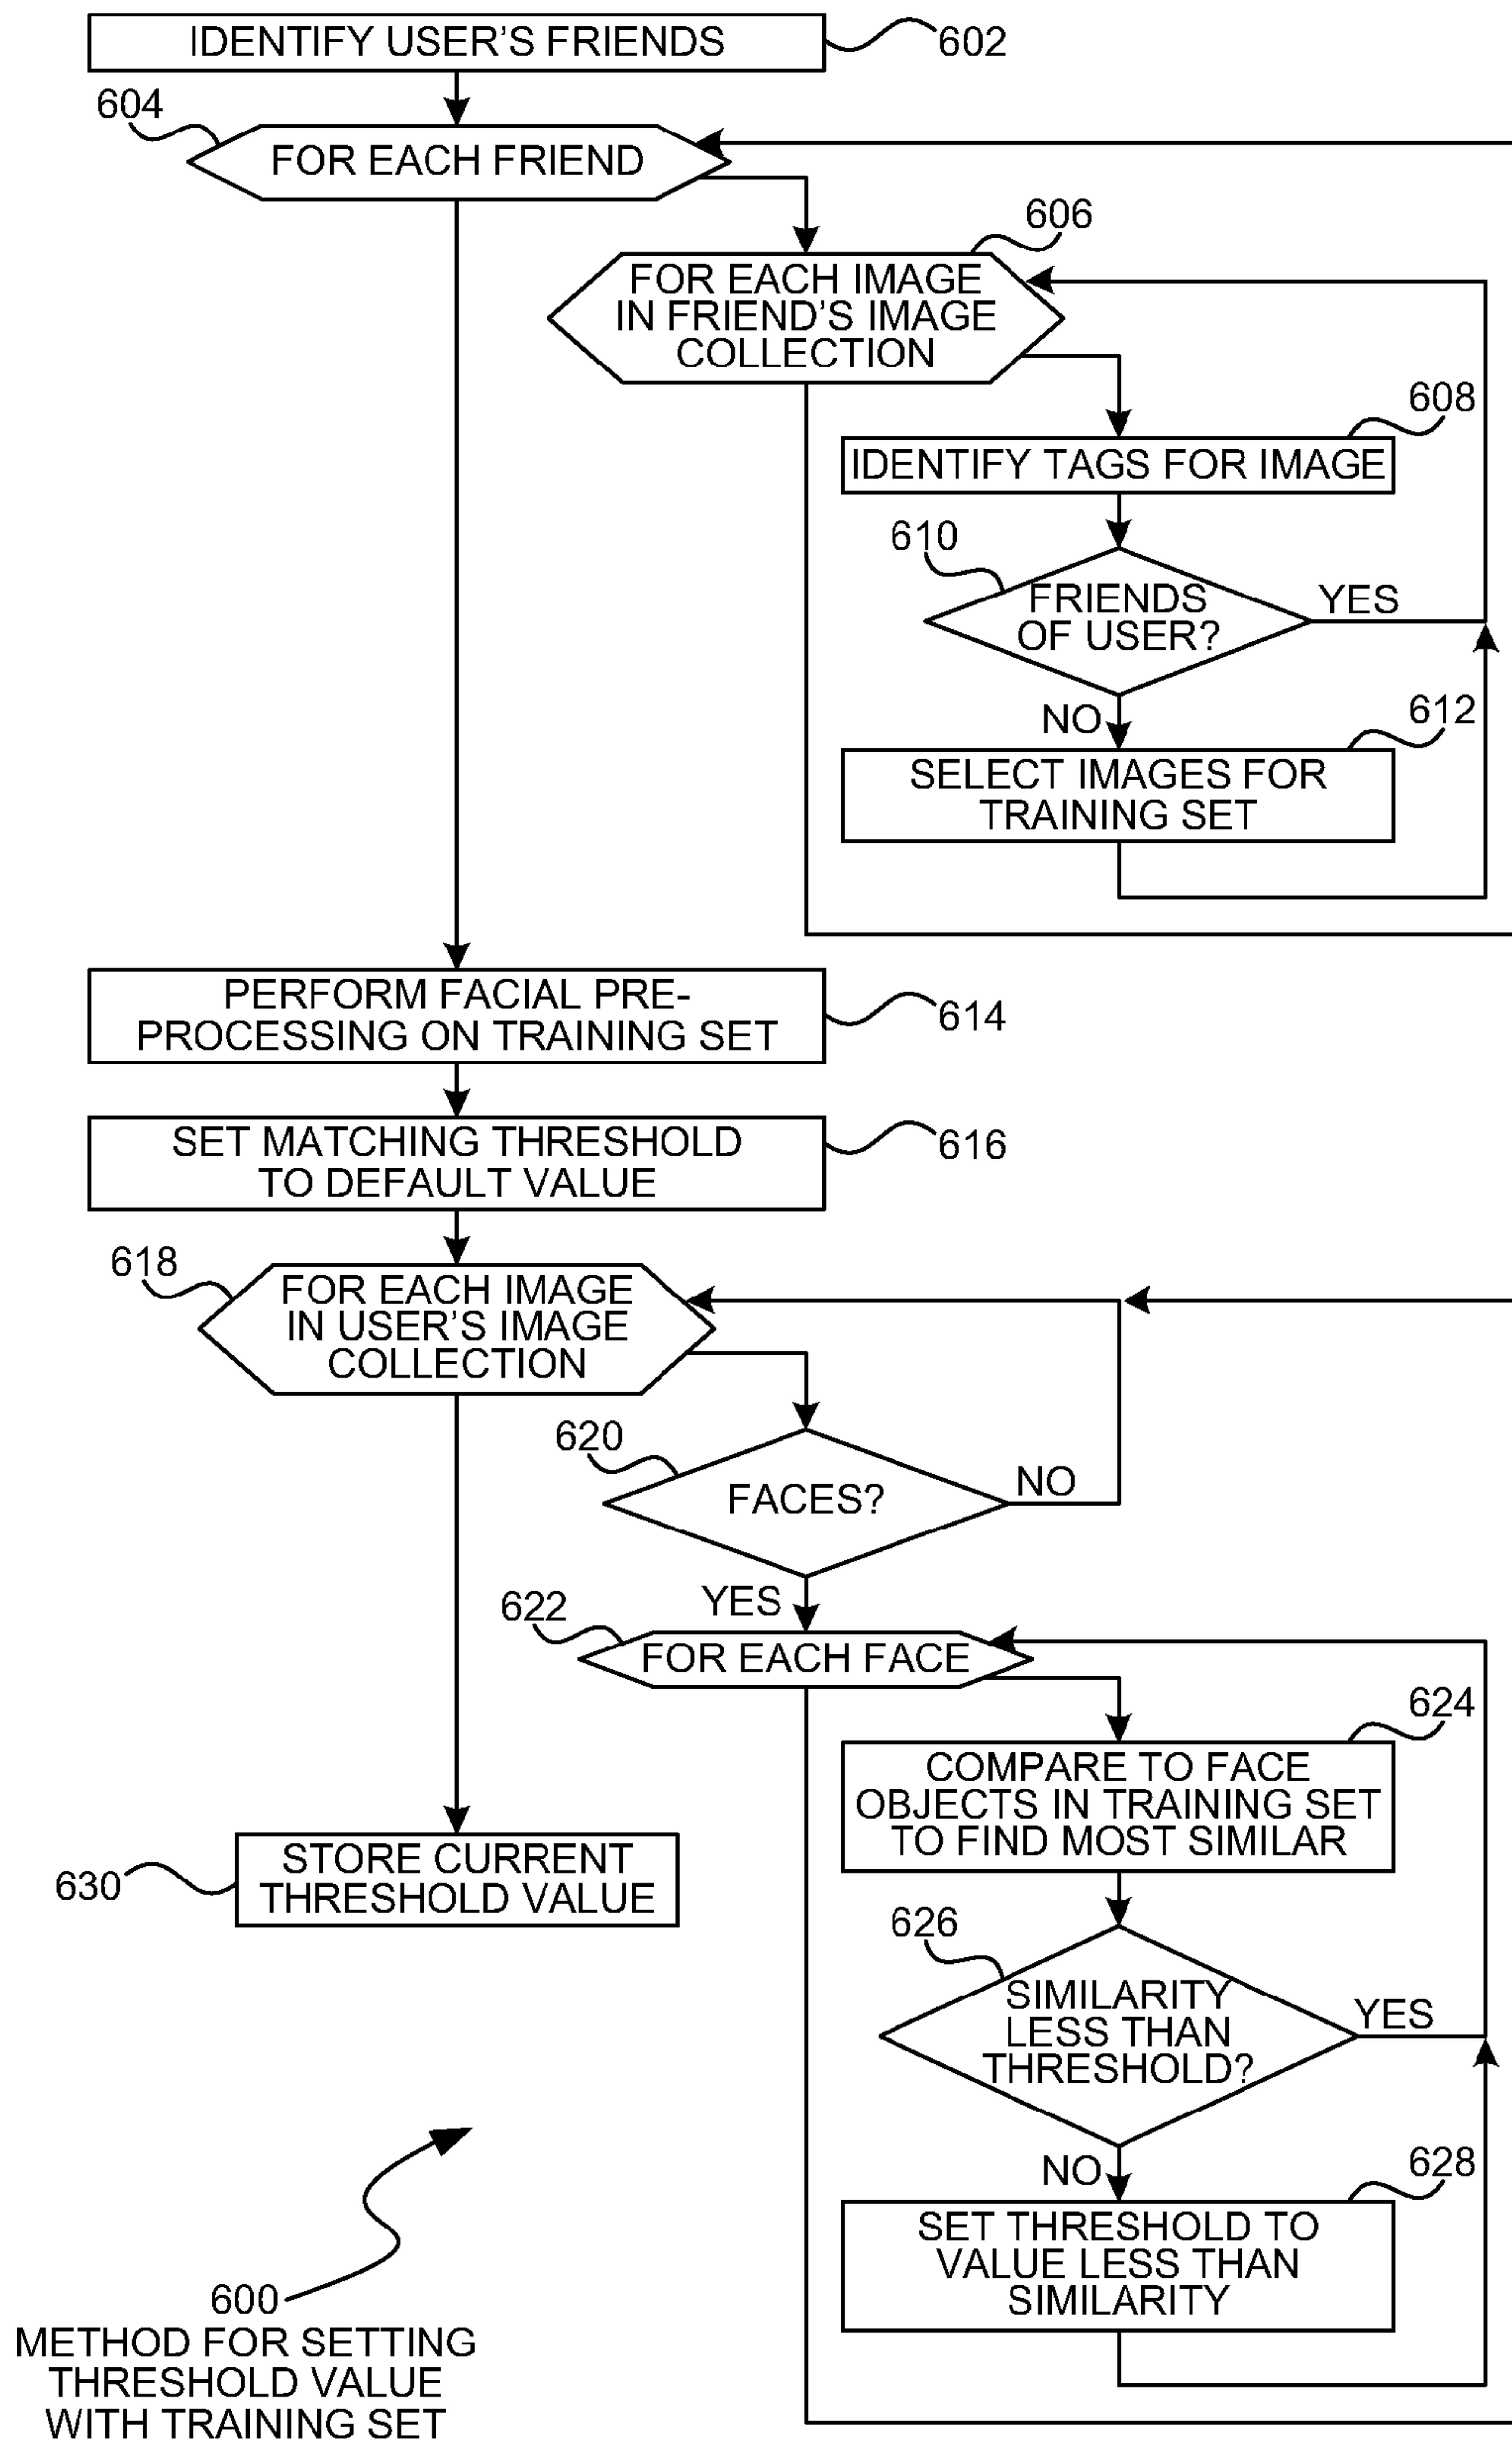 IDENTIFY USER'S FRIENDS
602
604
FOR EACH FRIEND
606
FOR EACH IMAGE
IN FRIEND'S IMAGE
COLLECTION
608
IDENTIFY TAGS FOR IMAGE
610
FRIENDS
OF USER?
YES
NO
612
SELECT IMAGES FOR
TRAINING SET
PERFORM FACIAL PRE-
PROCESSING ON TRAINING SET
614
SET MATCHING THRESHOLD
TO DEFAULT VALUE
616
618
FOR EACH IMAGE
IN USER'S IMAGE
COLLECTION
620
FACES?
NO
YES
622
FOR EACH FACE
624
COMPARE TO FACE
OBJECTS IN TRAINING SET
TO FIND MOST SIMILAR
STORE CURRENT
THRESHOLD VALUE
630
626
SIMILARITY
LESS THAN
THRESHOLD?
YES
NO
628
SET THRESHOLD TO
VALUE LESS THAN
SIMILARITY
600
METHOD FOR SETTING
THRESHOLD VALUE
WITH TRAINING SET